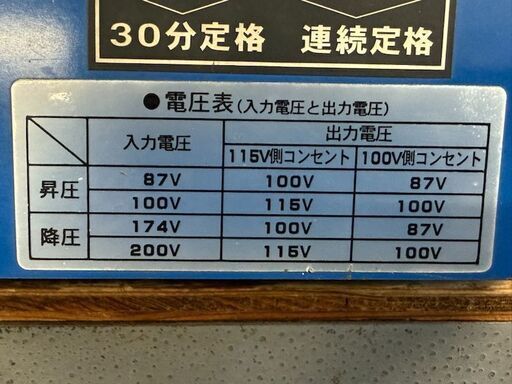 30分定格 連続定格
●電圧表(入力電圧と出力電圧)
入力電圧 出力電圧
115V側コンセント 100V側コンセント
昇圧 87V 100V 87V
100V 115V 100V
降圧 174V 100V 87V
200V 115V 100V